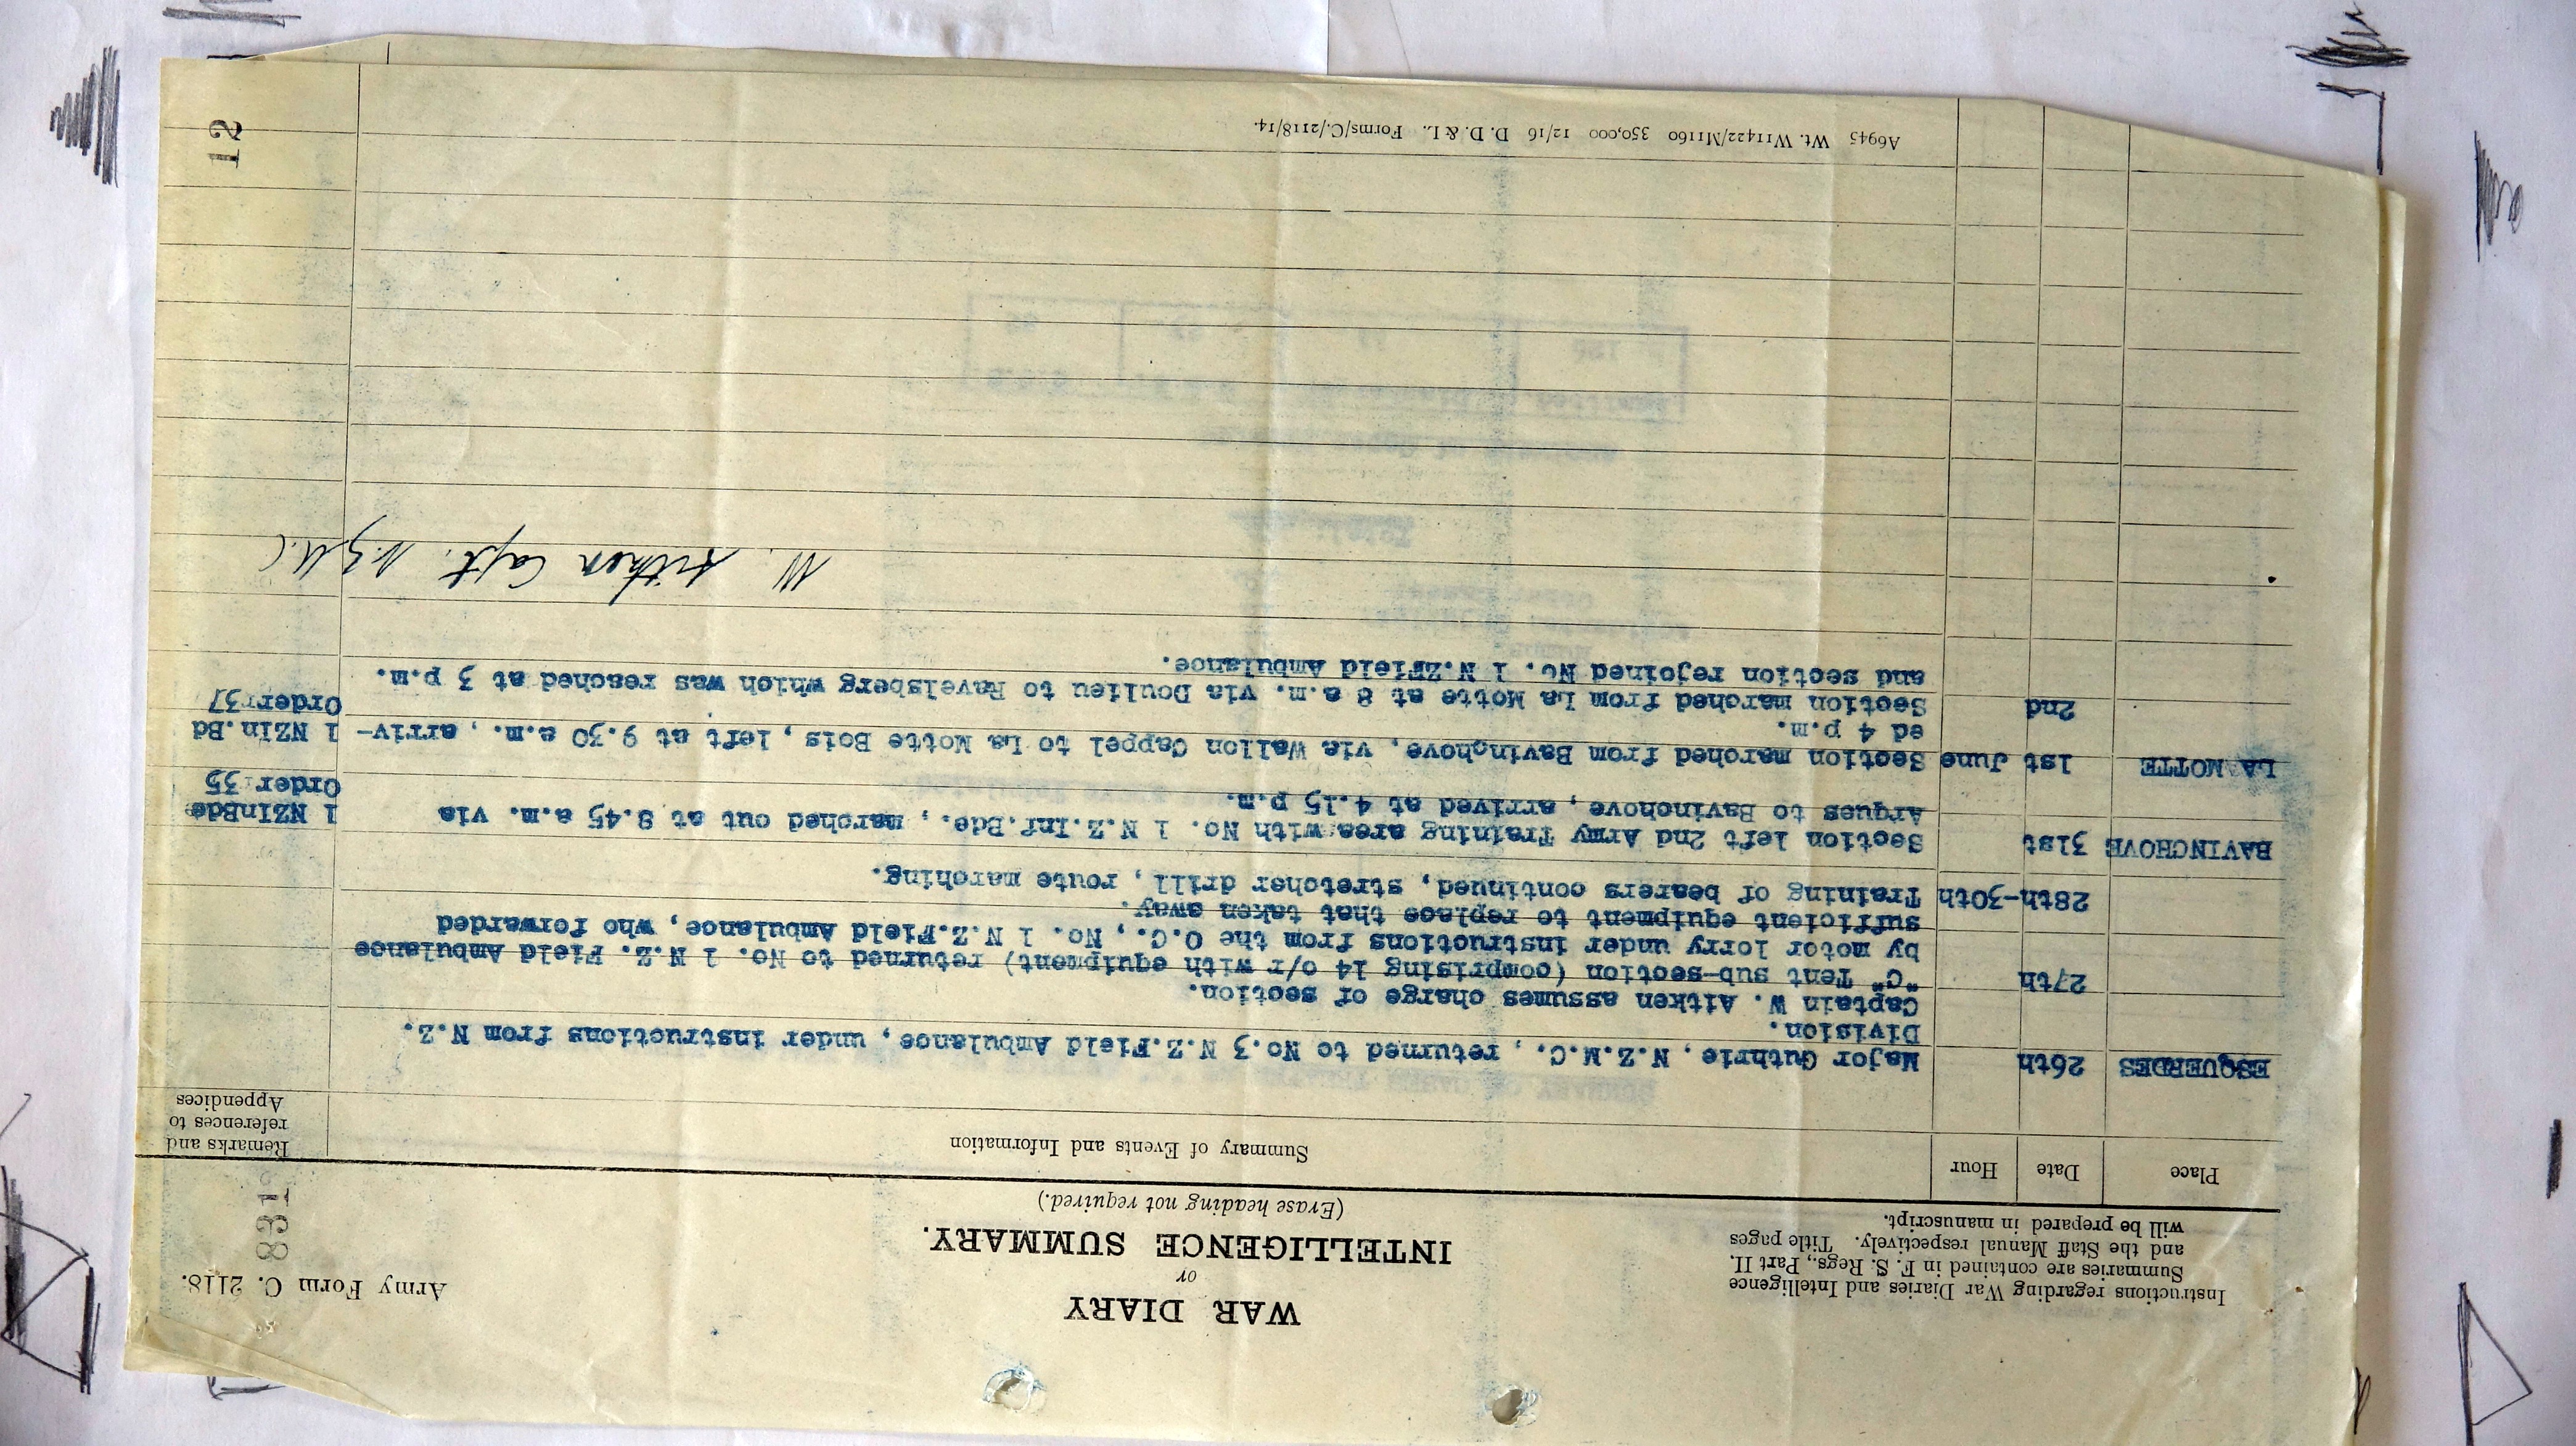 Army Form C. 2118.
WAR DIARY
or
INTELLIGENCE SUMMARY.
(Erase heading not required.)
Instructions regarding War Diaries and Intelligence
Summaries are contained in F. S. Regs., Part II.
and the Staff Manual respectively. Title pages
will be prepared in manuscript.
831
Place Date Hour Summary of Events and Information Remarks and
references to
Appendices
ESQUERDES 26th Major Guthrie, N.Z.M.C., returned to No.3 N.Z.Field Ambulance, under instructions from N.Z.
Division.
Captain W. Aitken assumes charge of section.
27th "C" Tent sub-section (comprising 14 o/r with equipment) returned to No. 1 N.Z. Field Ambulance
by motor lorry under instructions from the O.C., No. 1 N.Z.Field Ambulance, who forwarded
sufficient equipment to replace that taken away.
28th-30th Training of bearers continued, stretcher drill, route marching.
BAVINCHOVE 31st Section left 2nd Army Training area with No. 1 N.Z.Inf.Bde., marched out at 8.45 a.m. via 1 NZInBde
Arques to Bavinchove, arrived at 4.15 p.m. Order 35
LA MOTTE 1st June Section marched from Bavinchove, via Wallon Cappel to La Motte Bois, left at 9.30 a.m., arriv- 1 NZIn.Bd
ed 4 p.m. Order 37
2nd Section marched from La Motte at 8 a.m. via Doulieu to Ravelsberg which was reached at 3 p.m.
and section rejoined No. 1 N.Z.Field Ambulance.
W. Aitken Capt. N.Z.M.C
A6945 Wt. W11422/M1160 350,000 12/16 D. D. & L. Forms/C./2118/14.
12